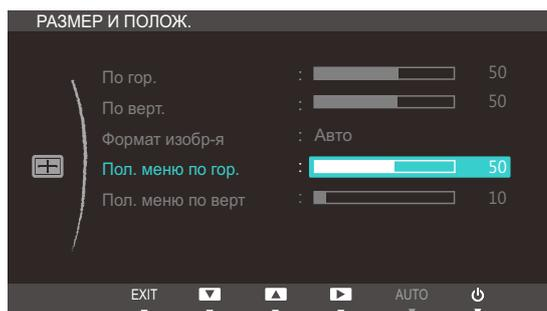 РАЗМЕР И ПОЛОЖ.
По гор. : 50
По верт. : 50
Формат изобр-я : Авто
Пол. меню по гор. : 50
Пол. меню по верт : 10
EXIT AUTO